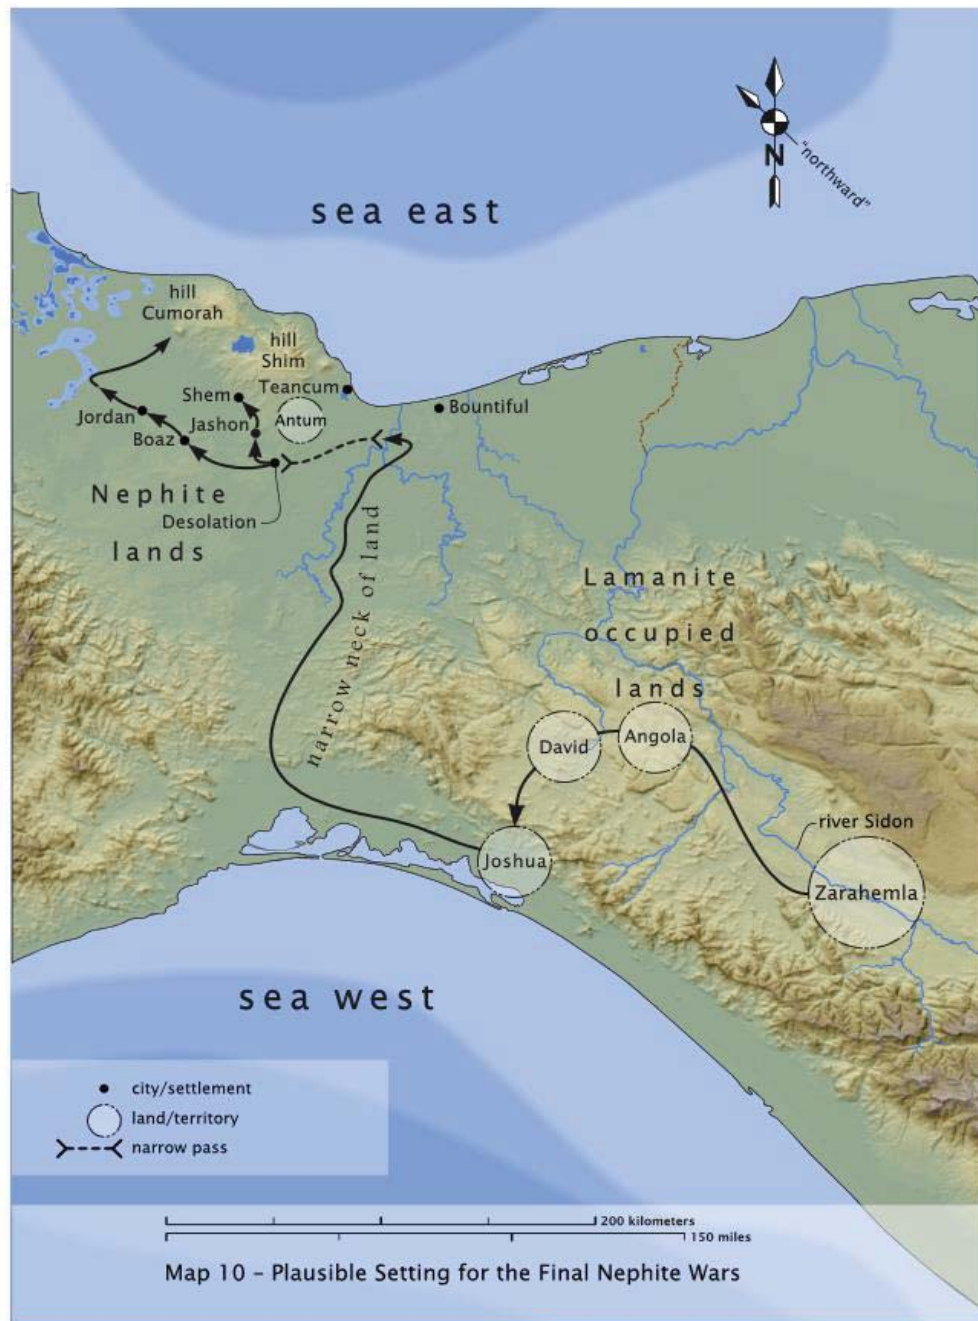 N
"northward"
sea east
hill
Cumorah
hill
Shim
Teancum
Shem
Antum
Bountiful
Jordan
Jashon
Boaz
Nephite
lands
Desolation
narrow neck of land
Lamanite
occupied
lands
David
Angola
river Sidon
Joshua
Zarahemla
sea west
city/settlement
land/territory
narrow pass
200 kilometers
150 miles
Map 10 – Plausible Setting for the Final Nephite Wars